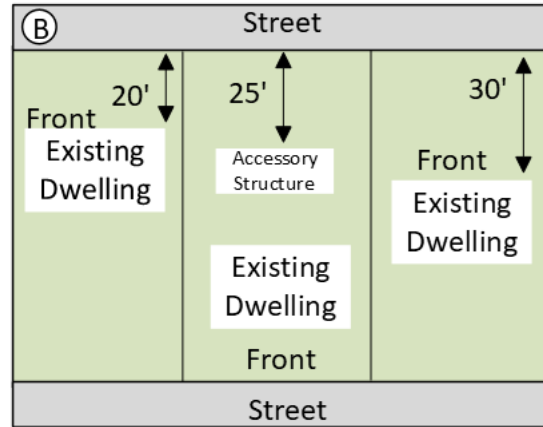 B
Street
20'
25'
30'
Front
Existing
Dwelling
Accessory
Structure
Front
Existing
Dwelling
Existing
Dwelling
Front
Street